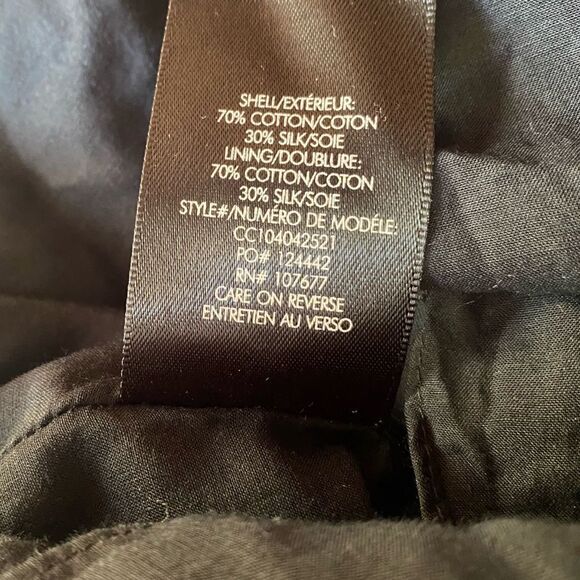 SHELL/EXTÉRIEUR:
70% COTTON/COTON
30% SILK/SOIE
LINING/DOUBLURE:
70% COTTON/COTON
30% SILK/SOIE
STYLE#/NUMÉRO DE MODÉLE:
CC104042521
PO# 124442
RN# 107677
CARE ON REVERSE
ENTRETIEN AU VERSO